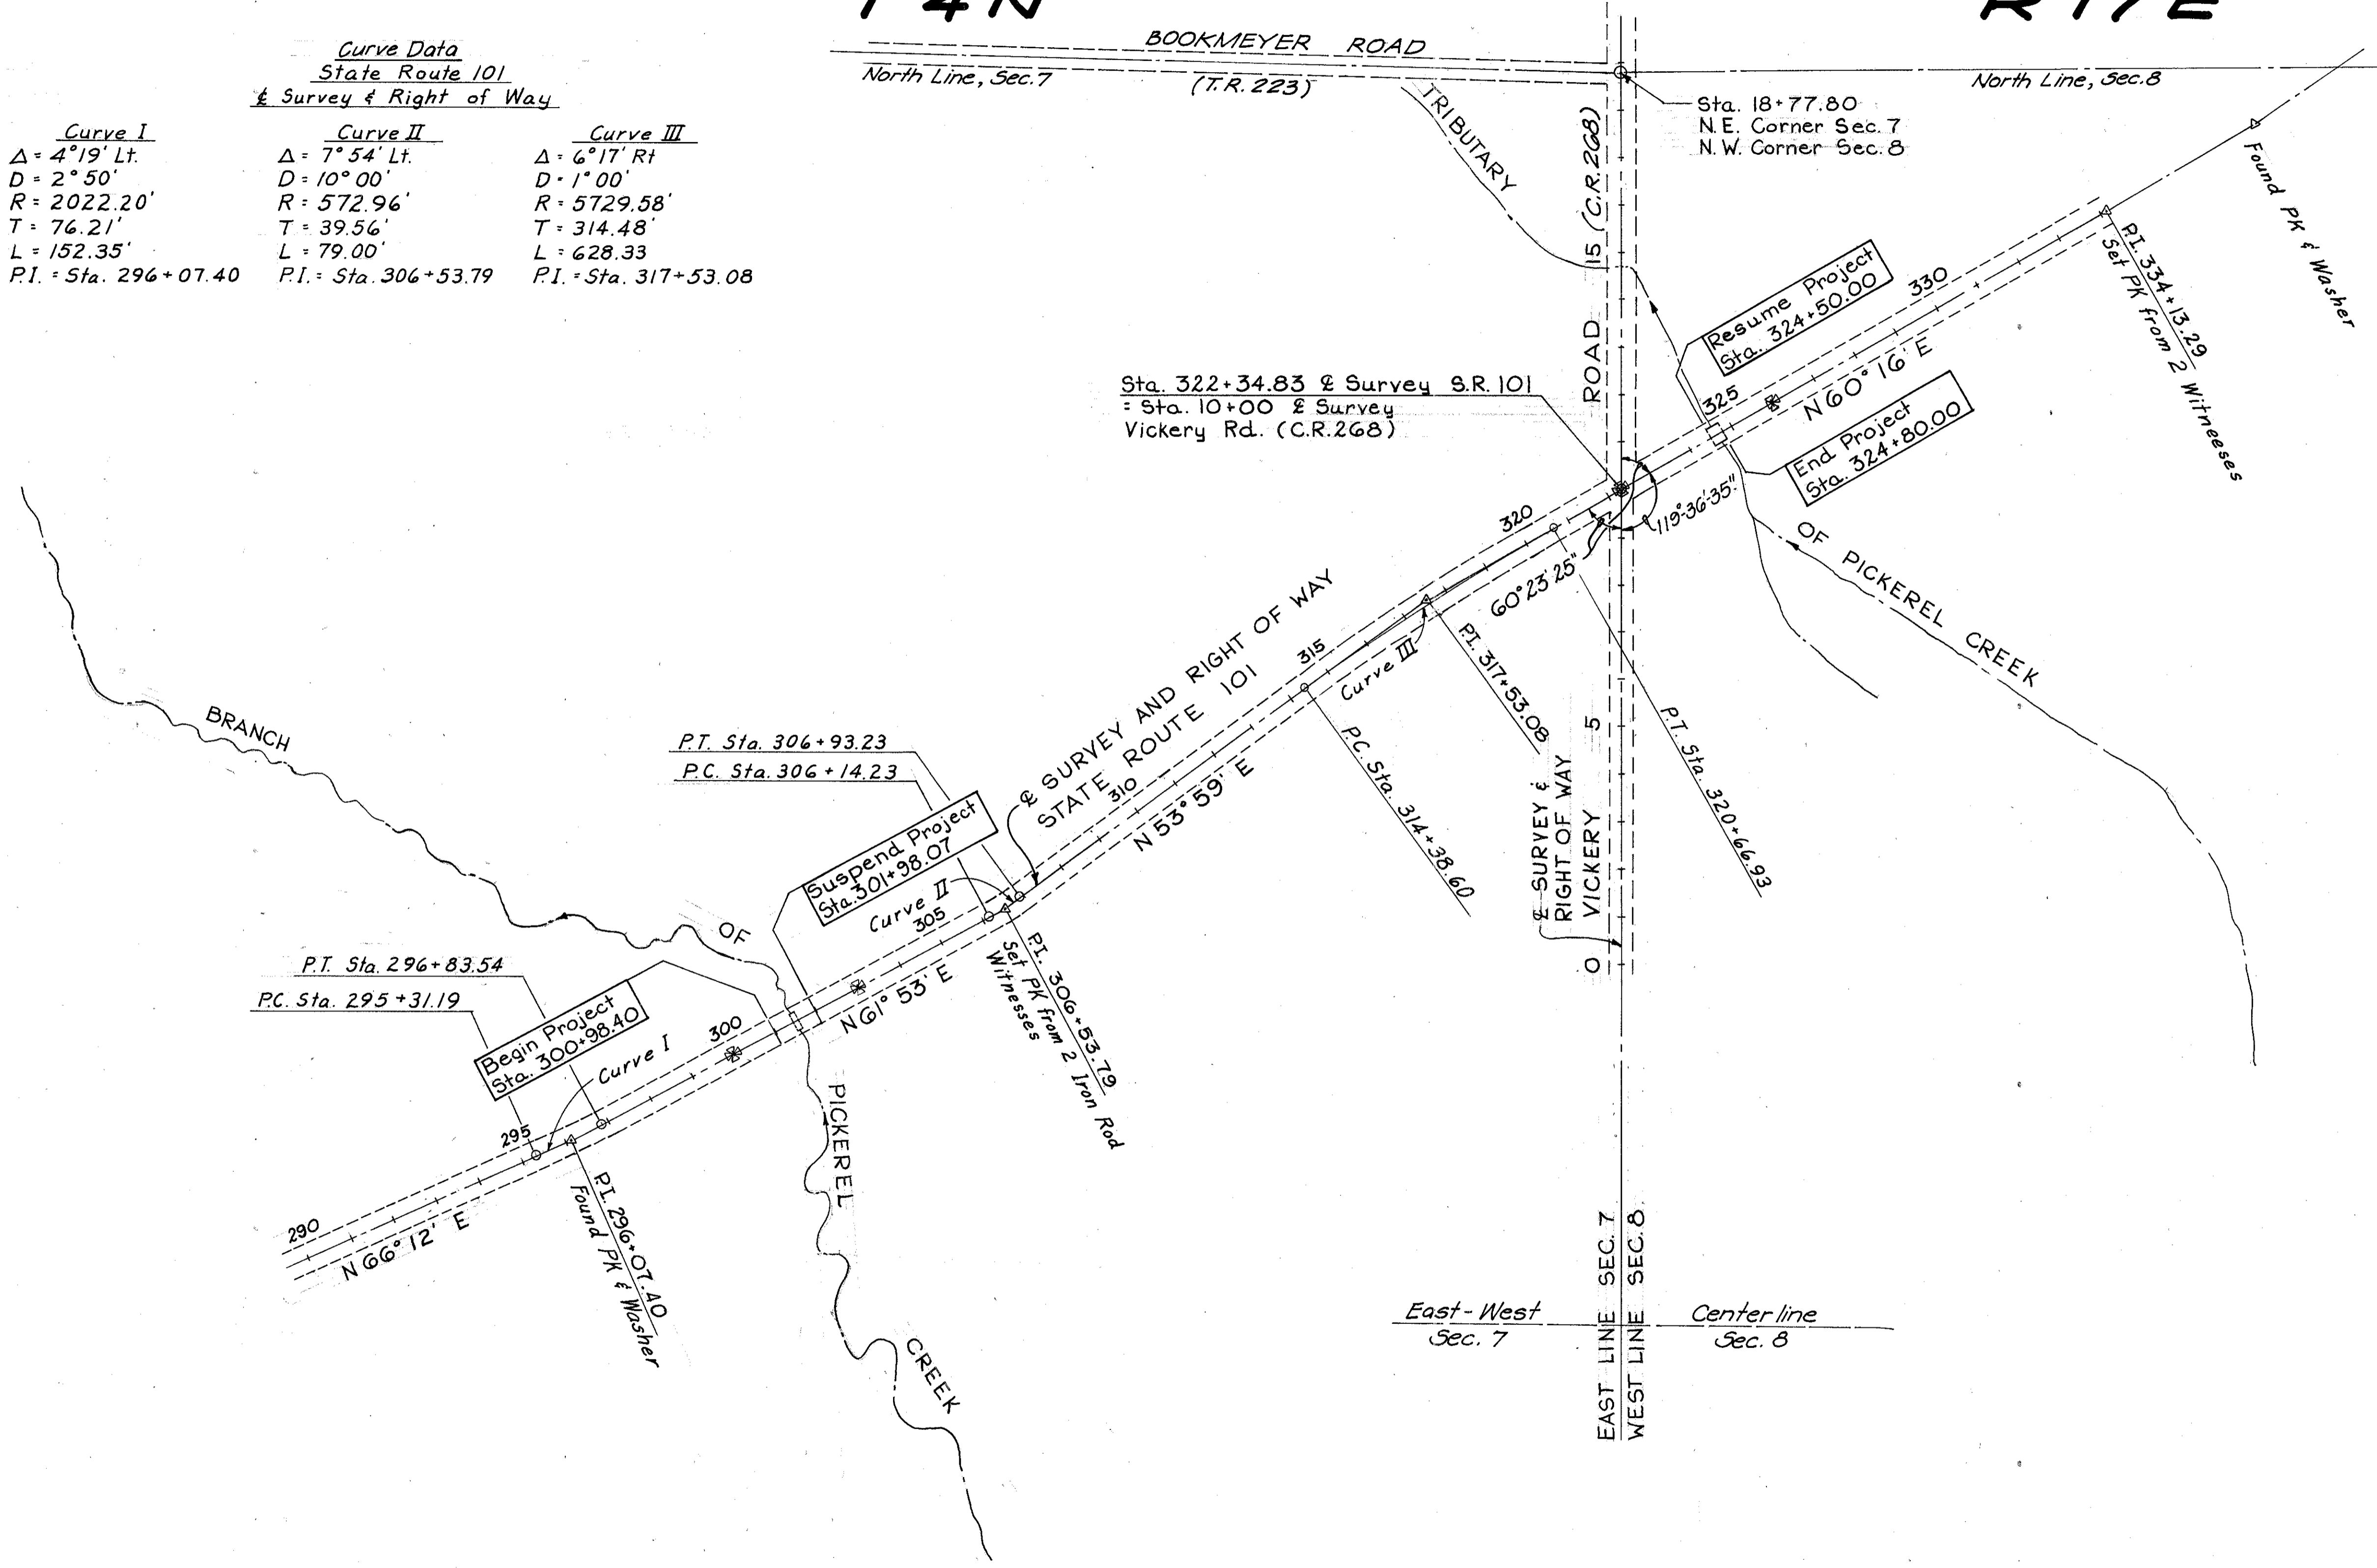 T4N
R17E
Curve Data
State Route 101
℄ Survey & Right of Way
Curve I
Δ = 4°19' Lt.
D = 2°50'
R = 2022.20'
T = 76.21'
L = 152.35'
P.I. = Sta. 296+07.40
Curve II
Δ = 7°54' Lt.
D = 10°00'
R = 572.96'
T = 39.56'
L = 79.00'
P.I. = Sta. 306+53.79
Curve III
Δ = 6°17' Rt
D = 1°00'
R = 5729.58'
T = 314.48'
L = 628.33
P.I. = Sta. 317+53.08
BOOKMEYER ROAD
North Line, Sec.7
(T.R. 223)
North Line, Sec.8
Sta. 18+77.80
N.E. Corner Sec. 7
N.W. Corner Sec. 8
TRIBUTARY
ROAD 15 (C.R.268)
Found PK & Washer
P.I. 334+13.29
Set PK from 2 Witneeses
Resume Project
Sta. 324+50.00
330
325
N 60° 16' E
End Project
Sta. 324+80.00
Sta. 322+34.83 ℄ Survey S.R. 101
= Sta. 10+00 ℄ Survey
Vickery Rd. (C.R.268)
119°-36'-35"
60°23'25"
OF PICKEREL CREEK
320
315
Curve III
P.I. 317+53.08
P.C. Sta. 314+38.60
P.T. Sta. 320+66.93
℄ SURVEY AND RIGHT OF WAY
STATE ROUTE 101
310
N 53° 59' E
℄ SURVEY &
RIGHT OF WAY
VICKERY 5
0
BRANCH
OF
PICKEREL
CREEK
P.T. Sta. 306+93.23
P.C. Sta. 306+14.23
Suspend Project
Sta. 301+98.07
Curve II
305
P.I. 306+53.79
Set PK from 2 Iron Rod
Witnesses
N 61° 53' E
P.T. Sta. 296+83.54
P.C. Sta. 295+31.19
Begin Project
Sta. 300+98.40
Curve I
300
295
290
P.I. 296+07.40
Found PK & Washer
N 66° 12' E
EAST LINE SEC. 7
WEST LINE SEC. 8
East-West
Sec. 7
Centerline
Sec. 8